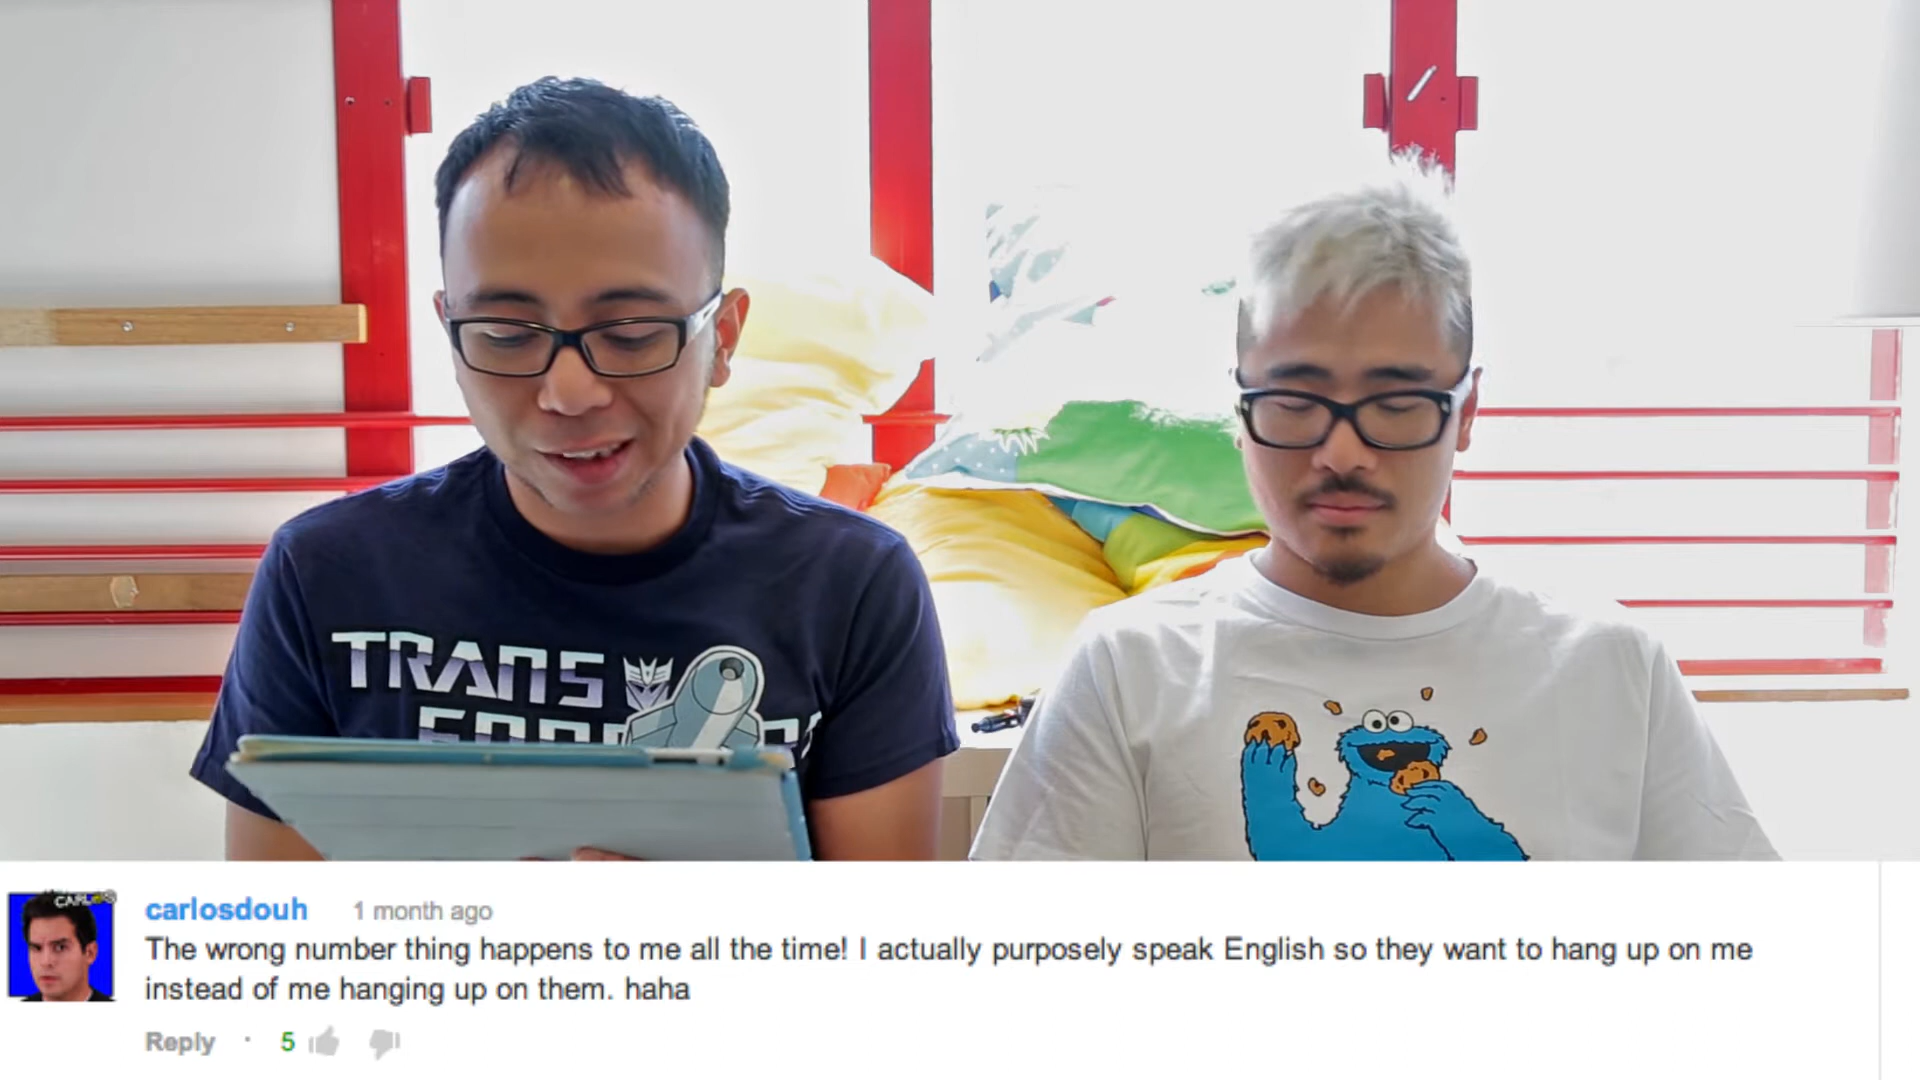 TRANS
carlosdouh 1 month ago
The wrong number thing happens to me all the time! I actually purposely speak English so they want to hang up on me
instead of me hanging up on them. haha
Reply · 5